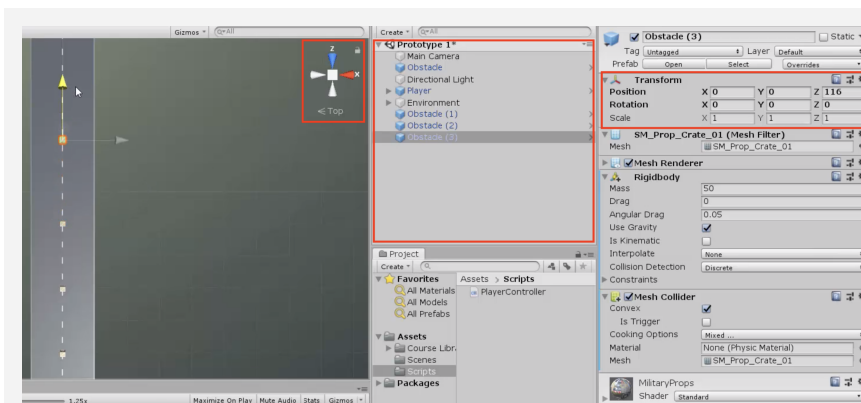 Gizmos
All
z
x
Top
1.25x
Maximize On Play Mute Audio Stats Gizmos
Create
All
Prototype 1*
Main Camera
Obstacle
Directional Light
Player
Environment
Obstacle (1)
Obstacle (2)
Obstacle (3)
Project
Create
Favorites
All Materials
All Models
All Prefabs
Assets
Course Libr
Scenes
Scripts
Packages
Assets > Scripts
PlayerController
Obstacle (3)
Static
Tag Untagged Layer Default
Prefab Open Select Overrides
Transform
Position X 0 Y 0 Z 116
Rotation X 0 Y 0 Z 0
Scale X 1 Y 1 Z 1
SM_Prop_Crate_01 (Mesh Filter)
Mesh SM_Prop_Crate_01
Mesh Renderer
Rigidbody
Mass 50
Drag 0
Angular Drag 0.05
Use Gravity
Is Kinematic
Interpolate None
Collision Detection Discrete
Constraints
Mesh Collider
Convex
Is Trigger
Cooking Options Mixed ...
Material None (Physic Material)
Mesh SM_Prop_Crate_01
MilitaryProps
Shader Standard